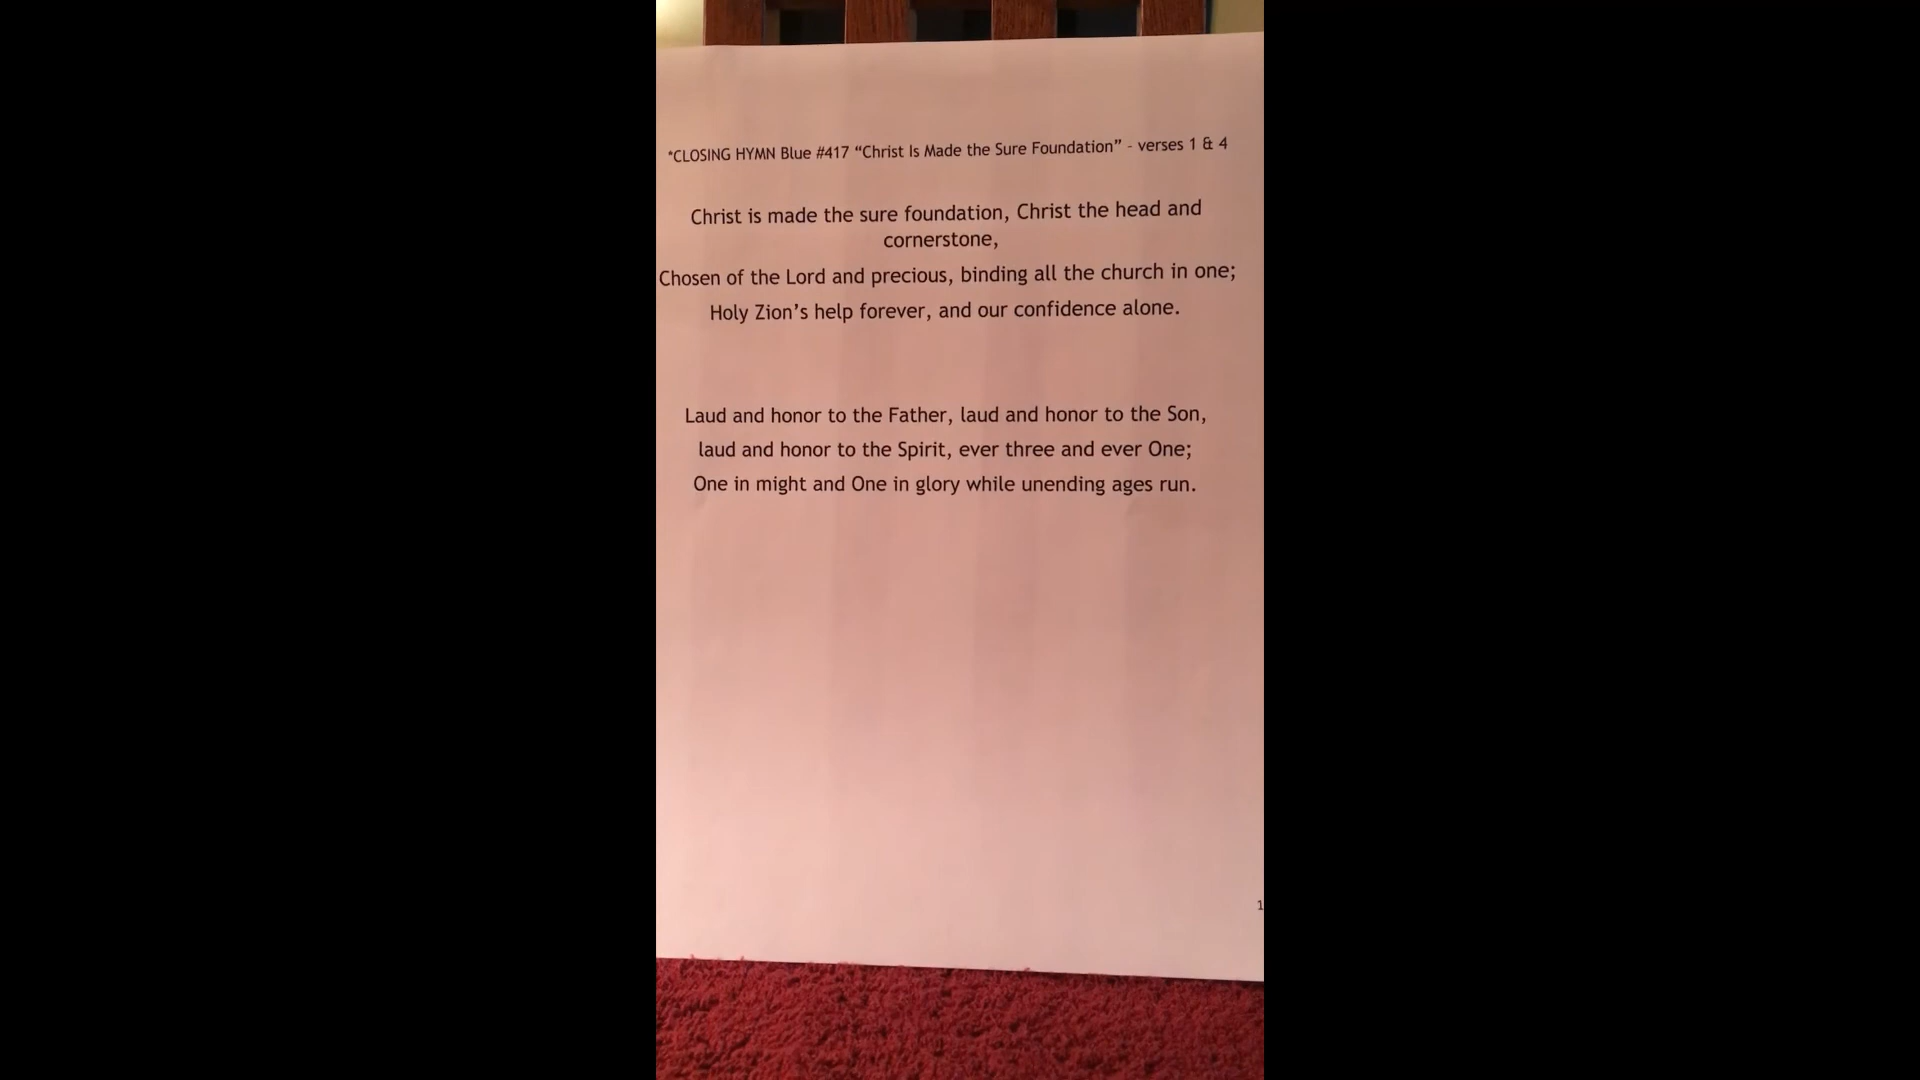 *CLOSING HYMN Blue #417 “Christ Is Made the Sure Foundation” - verses 1 & 4
Christ is made the sure foundation, Christ the head and
cornerstone,
Chosen of the Lord and precious, binding all the church in one;
Holy Zion’s help forever, and our confidence alone.
Laud and honor to the Father, laud and honor to the Son,
laud and honor to the Spirit, ever three and ever One;
One in might and One in glory while unending ages run.
1